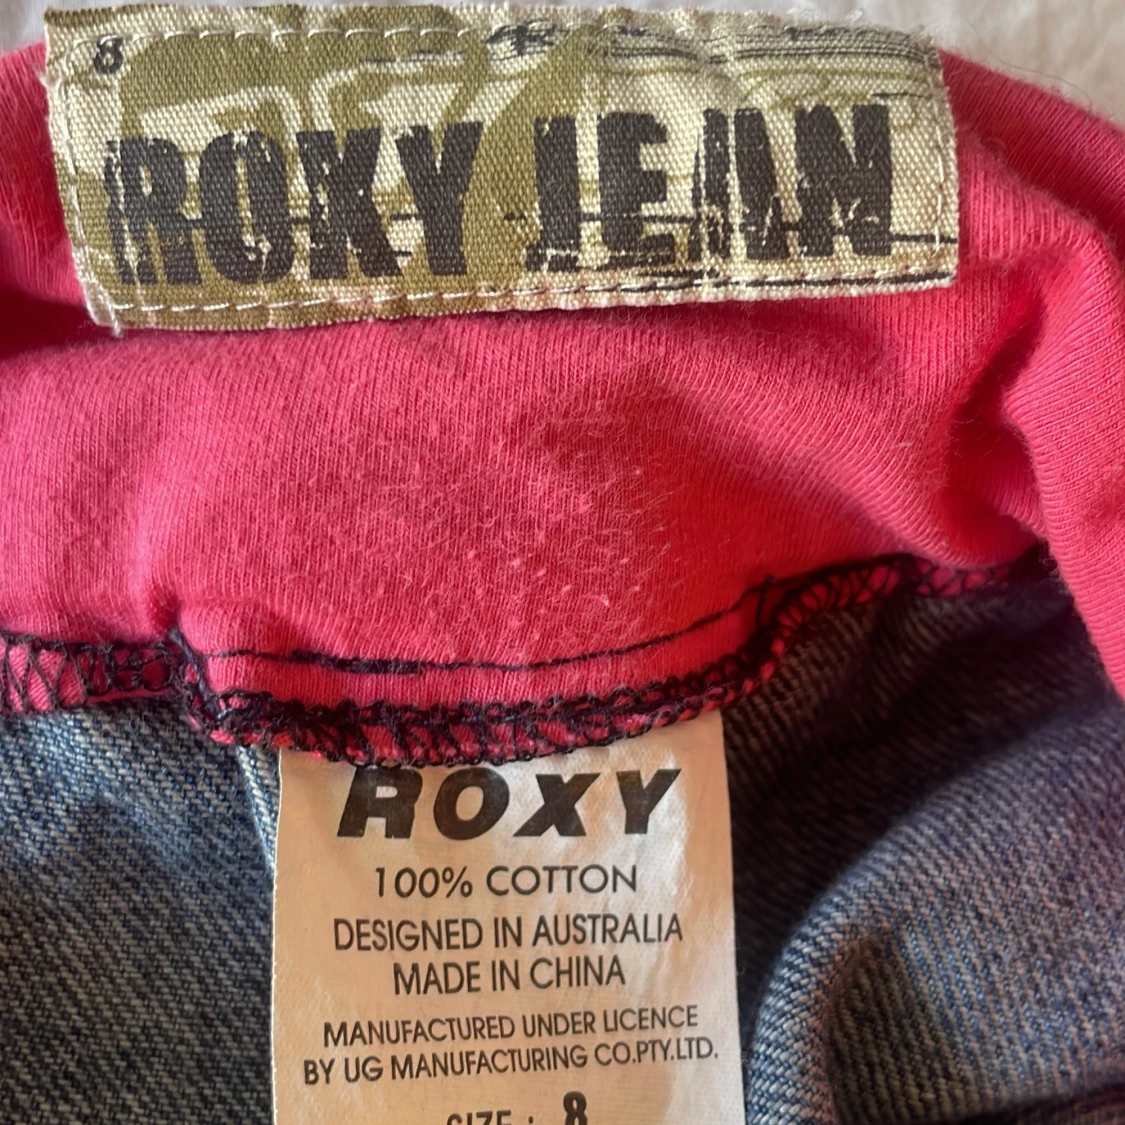 8
ROXY JEAN
ROXY
100% COTTON
DESIGNED IN AUSTRALIA
MADE IN CHINA
MANUFACTURED UNDER LICENCE
BY UG MANUFACTURING CO.PTY.LTD.
SIZE : 8